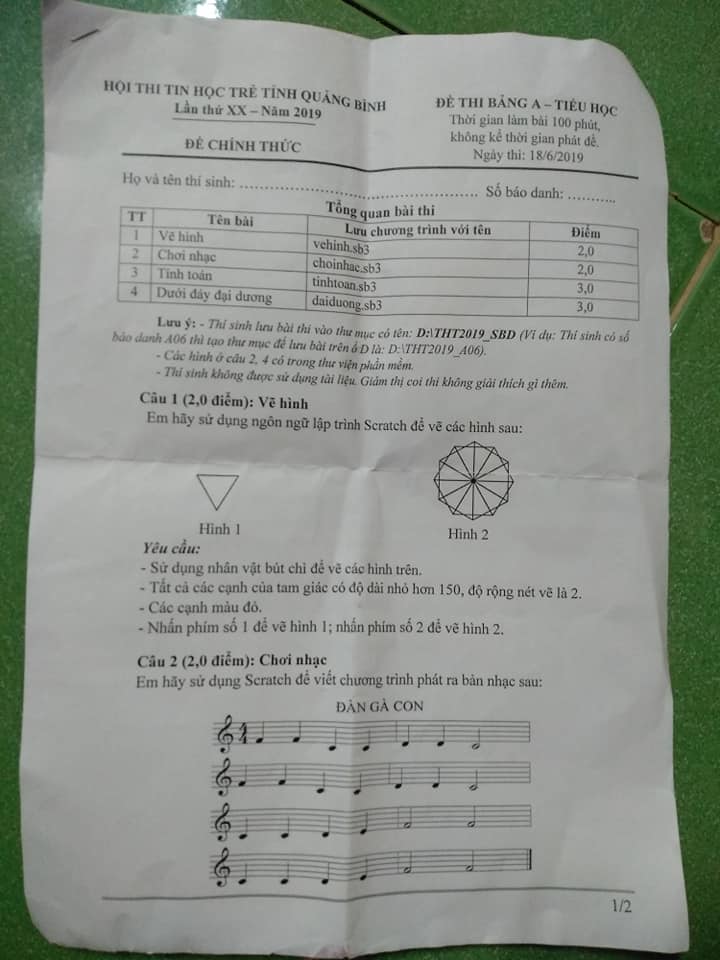 HỘI THI TIN HỌC TRẺ TỈNH QUẢNG BÌNH
Lần thứ XX – Năm 2019
ĐỀ CHÍNH THỨC
ĐỀ THI BẢNG A – TIỂU HỌC
Thời gian làm bài 100 phút,
không kể thời gian phát đề.
Ngày thi: 18/6/2019
Họ và tên thí sinh: ........................................ Số báo danh: ...........
Tổng quan bài thi
TT Tên bài Lưu chương trình với tên Điểm
1 Vẽ hình vehinh.sb3 2,0
2 Chơi nhạc choinhac.sb3 2,0
3 Tính toán tinhtoan.sb3 3,0
4 Dưới đáy đại dương daiduong.sb3 3,0
Lưu ý: - Thí sinh lưu bài thi vào thư mục có tên: D:\THT2019_SBD (Ví dụ: Thí sinh có số
báo danh A06 thì tạo thư mục để lưu bài trên ổ D là: D:\THT2019_A06).
- Các hình ở câu 2, 4 có trong thư viện phần mềm.
- Thí sinh không được sử dụng tài liệu. Giám thị coi thi không giải thích gì thêm.
Câu 1 (2,0 điểm): Vẽ hình
Em hãy sử dụng ngôn ngữ lập trình Scratch để vẽ các hình sau:
Hình 1
Hình 2
Yêu cầu:
- Sử dụng nhân vật bút chì để vẽ các hình trên.
- Tất cả các cạnh của tam giác có độ dài nhỏ hơn 150, độ rộng nét vẽ là 2.
- Các cạnh màu đỏ.
- Nhấn phím số 1 để vẽ hình 1; nhấn phím số 2 để vẽ hình 2.
Câu 2 (2,0 điểm): Chơi nhạc
Em hãy sử dụng Scratch để viết chương trình phát ra bản nhạc sau:
ĐÀN GÀ CON
1/2